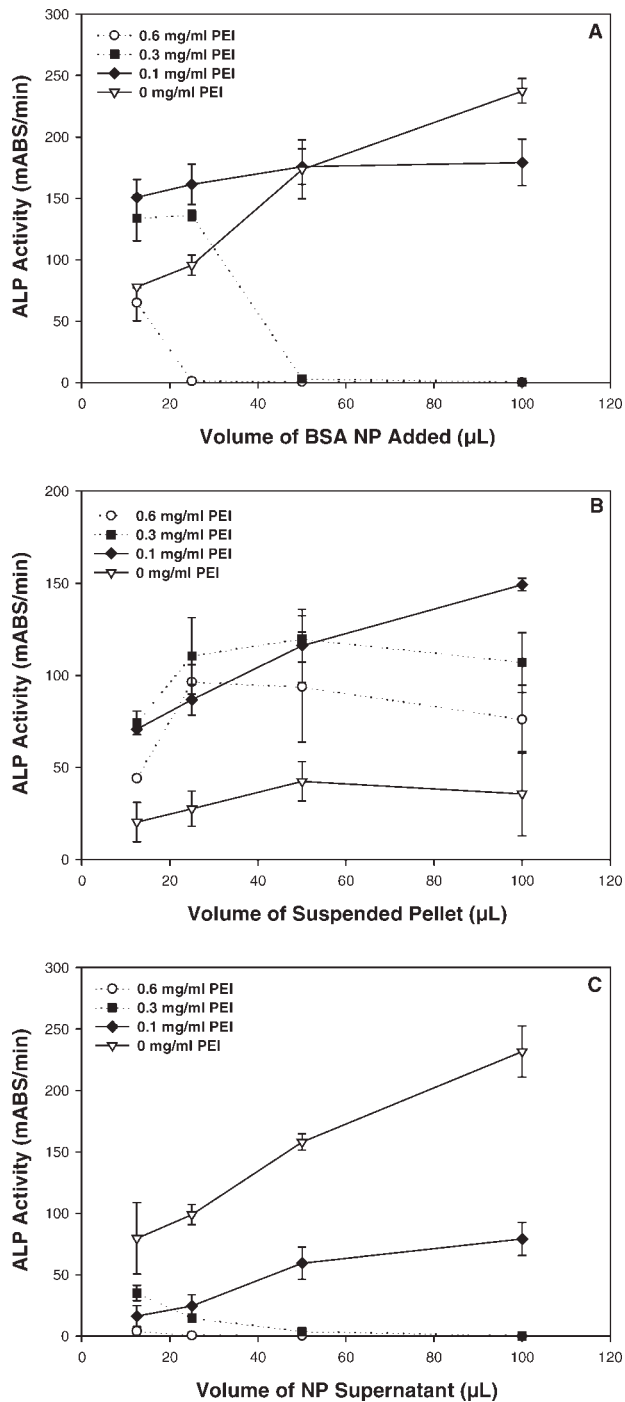 A
0.6 mg/ml PEI
0.3 mg/ml PEI
0.1 mg/ml PEI
0 mg/ml PEI
300
250
200
150
100
50
0
ALP Activity (mABS/min)
0 20 40 60 80 100 120
Volume of BSA NP Added (µL)
B
0.6 mg/ml PEI
0.3 mg/ml PEI
0.1 mg/ml PEI
0 mg/ml PEI
200
150
100
50
0
ALP Activity (mABS/min)
0 20 40 60 80 100 120
Volume of Suspended Pellet (µL)
C
0.6 mg/ml PEI
0.3 mg/ml PEI
0.1 mg/ml PEI
0 mg/ml PEI
300
250
200
150
100
50
0
ALP Activity (mABS/min)
0 20 40 60 80 100 120
Volume of NP Supernatant (µL)